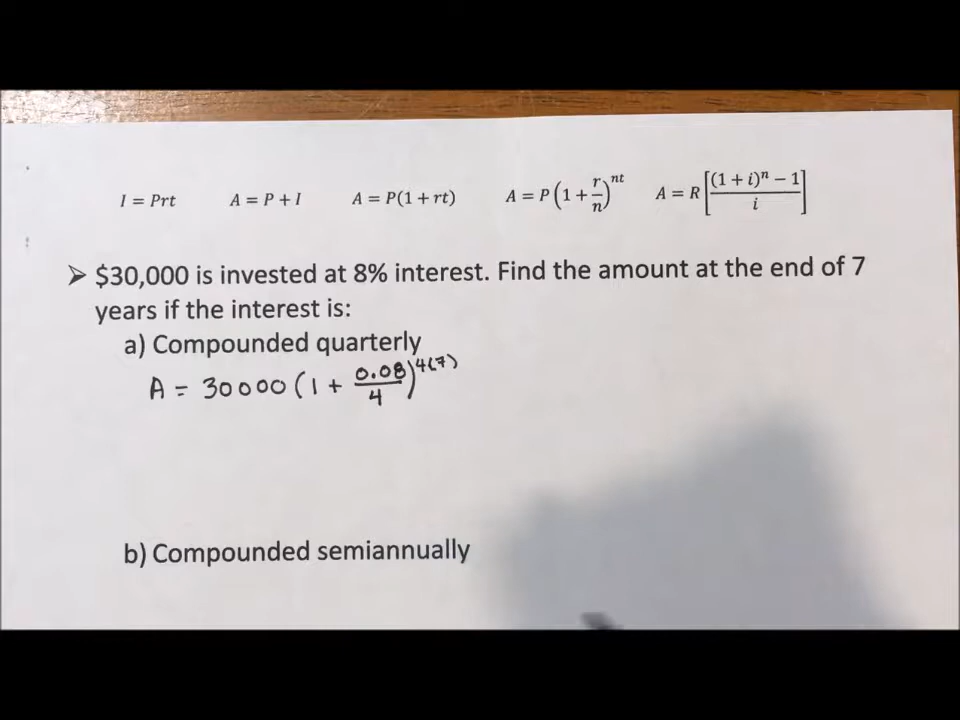 I = Prt A = P + I A = P(1 + rt) A = P(1 + r/n)^nt A = R[(1 + i)^n − 1 / i]
➢ $30,000 is invested at 8% interest. Find the amount at the end of 7
years if the interest is:
a) Compounded quarterly
A = 30000 (1 + 0.08/4)^4(7)
b) Compounded semiannually